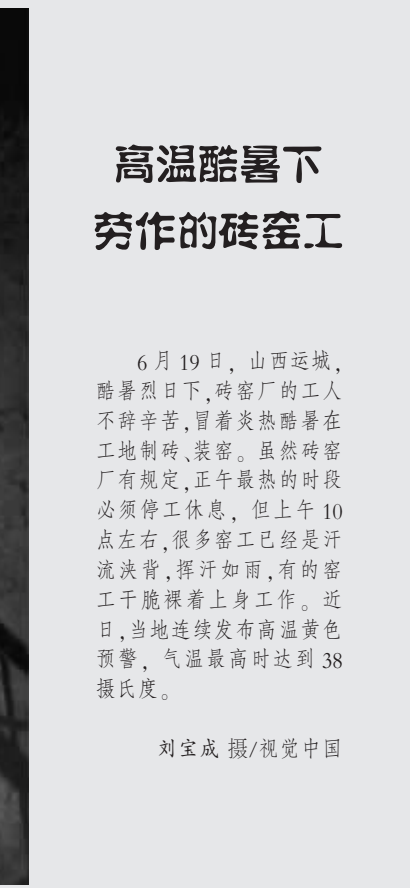 高温酷暑下
劳作的砖窑工
6月19日，山西运城，
酷暑烈日下，砖窑厂的工人
不辞辛苦，冒着炎热酷暑在
工地制砖、装窑。虽然砖窑
厂有规定，正午最热的时段
必须停工休息，但上午10
点左右，很多窑工已经是汗
流浃背，挥汗如雨，有的窑
工干脆裸着上身工作。近
日，当地连续发布高温黄色
预警，气温最高时达到38
摄氏度。
刘宝成 摄/视觉中国